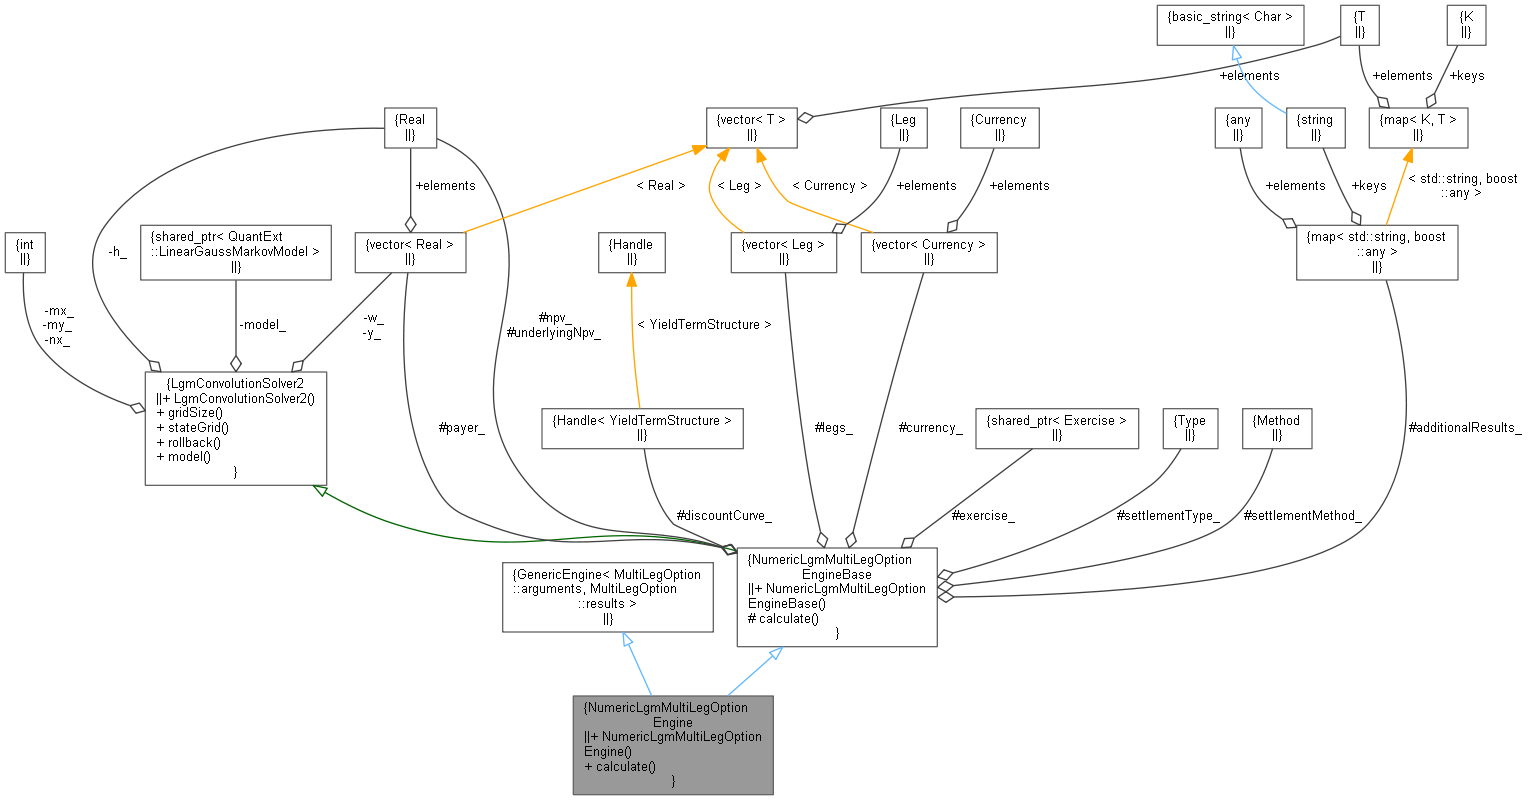 {basic_string< Char >
||}
{T
||}
{K
||}
+elements
+elements
+keys
{Real
||}
{vector< T >
||}
{Leg
||}
{Currency
||}
{any
||}
{string
||}
{map< K, T >
||}
+elements
< Real >
< Leg >
+elements
< Currency >
+elements
+elements
+keys
< std::string, boost
::any >
{int
||}
{shared_ptr< QuantExt
::LinearGaussMarkovModel >
||}
-h_
{vector< Real >
||}
{Handle
||}
{vector< Leg >
||}
{vector< Currency >
||}
{map< std::string, boost
::any >
||}
-mx_
-my_
-nx_
-model_
-w_
-y_
#npv_
#underlyingNpv_
< YieldTermStructure >
{LgmConvolutionSolver2
||+ LgmConvolutionSolver2()
+ gridSize()
+ stateGrid()
+ rollback()
+ model()
}
#payer_
{Handle< YieldTermStructure >
||}
#legs_
#currency_
{shared_ptr< Exercise >
||}
{Type
||}
{Method
||}
#additionalResults_
#discountCurve_
#exercise_
#settlementType_
#settlementMethod_
{GenericEngine< MultiLegOption
::arguments, MultiLegOption
::results >
||}
{NumericLgmMultiLegOption
EngineBase
||+ NumericLgmMultiLegOption
EngineBase()
# calculate()
}
{NumericLgmMultiLegOption
Engine
||+ NumericLgmMultiLegOption
Engine()
+ calculate()
}